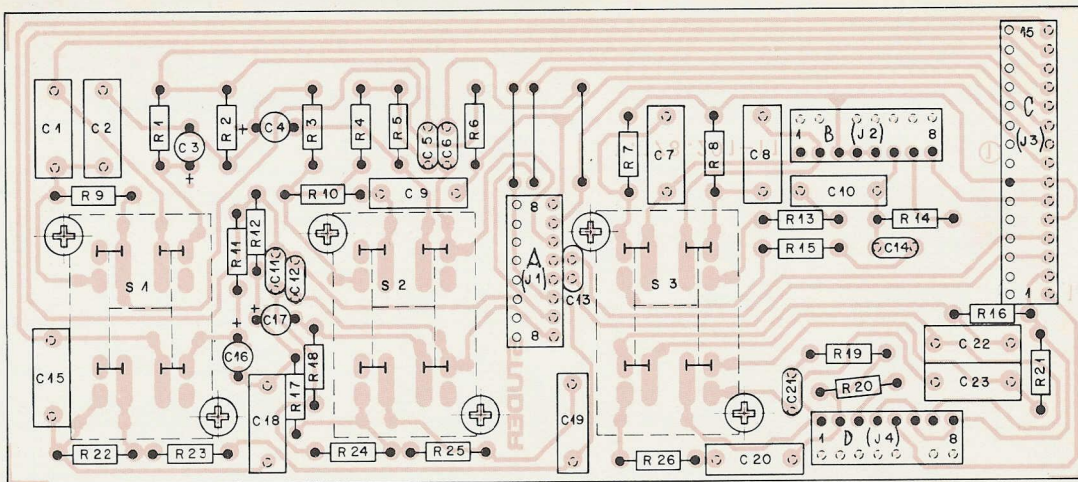 C1
C2
R1
C3
+
R2
+
C4
R3
R4
R5
C5
C6
R6
R7
C7
R8
C8
1 B (J2) 8
15
C
(J3)
1
R9
R10
C9
C10
R11
R12
C11
C12
R13
R14
R15
C14
8
A
(J1)
8
C13
S1
S2
S3
R16
+
C17
+
C16
C15
R17
R18
C18
C19
R19
R20
C21
C22
C23
R21
R22
R23
R24
R25
R26
C20
1 D (J4) 8